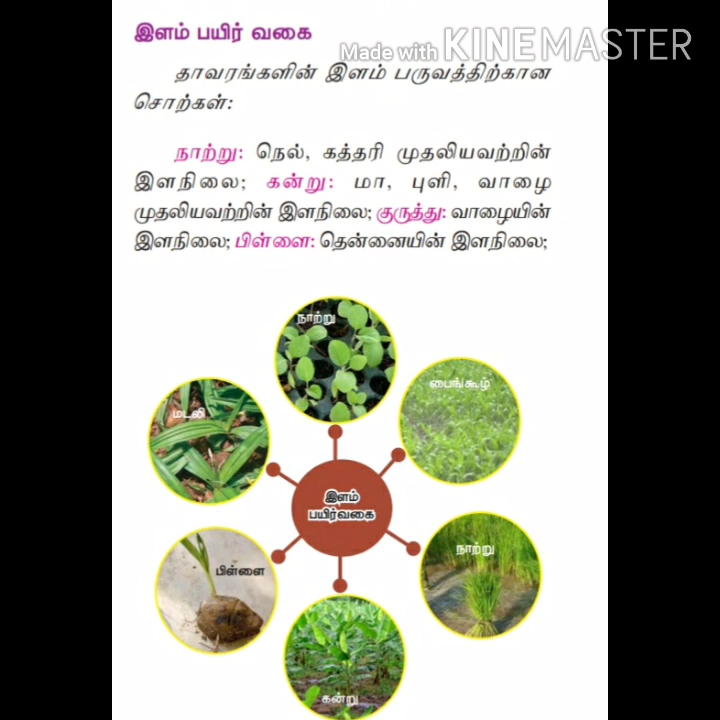 இளம் பயிர் வகை
Made with KINEMASTER
தாவரங்களின் இளம் பருவத்திற்கான
சொற்கள்:
நாற்று: நெல், கத்தரி முதலியவற்றின்
இளநிலை; கன்று: மா, புளி, வாழை
முதலியவற்றின் இளநிலை; குருத்து: வாழையின்
இளநிலை; பிள்ளை: தென்னையின் இளநிலை;
நாற்று
பைங்கூழ்
மடலி
இளம்
பயிர்வகை
நாற்று
பிள்ளை
கன்று